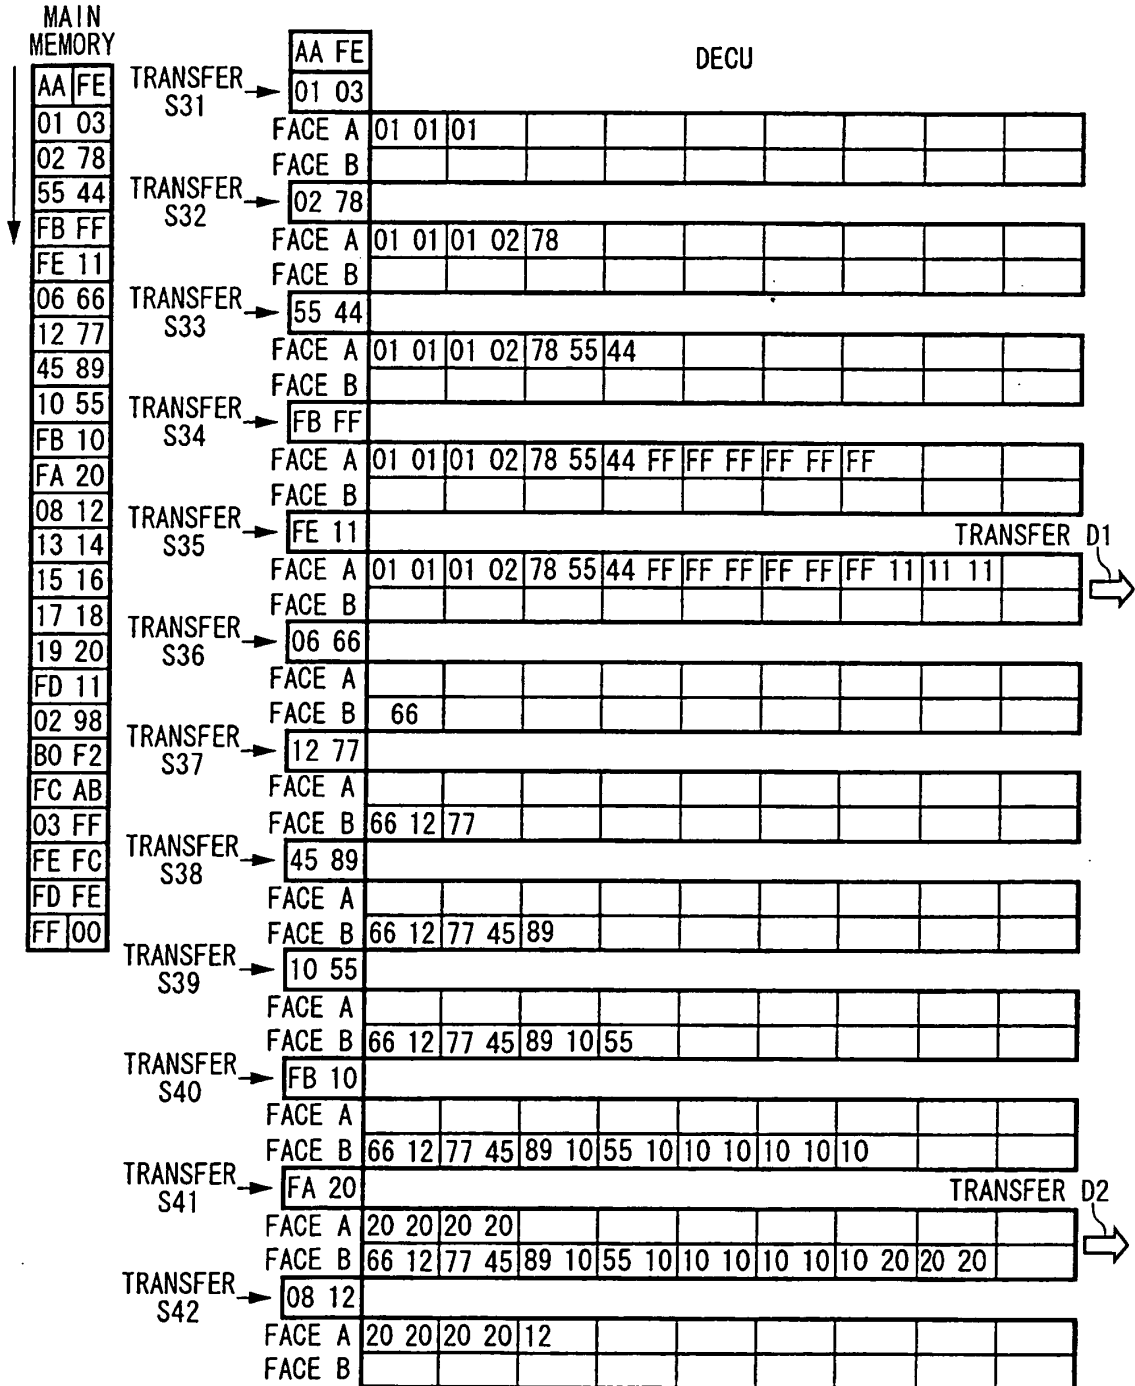 MAIN
MEMORY
AA FE
01 03
02 78
55 44
FB FF
FE 11
06 66
12 77
45 89
10 55
FB 10
FA 20
08 12
13 14
15 16
17 18
19 20
FD 11
02 98
B0 F2
FC AB
03 FF
FE FC
FD FE
FF 00
DECU
AA FE
TRANSFER
S31
01 03
FACE A 01 01 01
FACE B
TRANSFER
S32
02 78
FACE A 01 01 01 02 78
FACE B
TRANSFER
S33
55 44
FACE A 01 01 01 02 78 55 44
FACE B
TRANSFER
S34
FB FF
FACE A 01 01 01 02 78 55 44 FF FF FF FF FF FF
FACE B
TRANSFER
S35
FE 11
TRANSFER D1
FACE A 01 01 01 02 78 55 44 FF FF FF FF FF FF 11 11 11
FACE B
TRANSFER
S36
06 66
FACE A
FACE B 66
TRANSFER
S37
12 77
FACE A
FACE B 66 12 77
TRANSFER
S38
45 89
FACE A
FACE B 66 12 77 45 89
TRANSFER
S39
10 55
FACE A
FACE B 66 12 77 45 89 10 55
TRANSFER
S40
FB 10
FACE A
FACE B 66 12 77 45 89 10 55 10 10 10 10 10 10
TRANSFER
S41
FA 20
TRANSFER D2
FACE A 20 20 20 20
FACE B 66 12 77 45 89 10 55 10 10 10 10 10 10 20 20 20
TRANSFER
S42
08 12
FACE A 20 20 20 20 12
FACE B